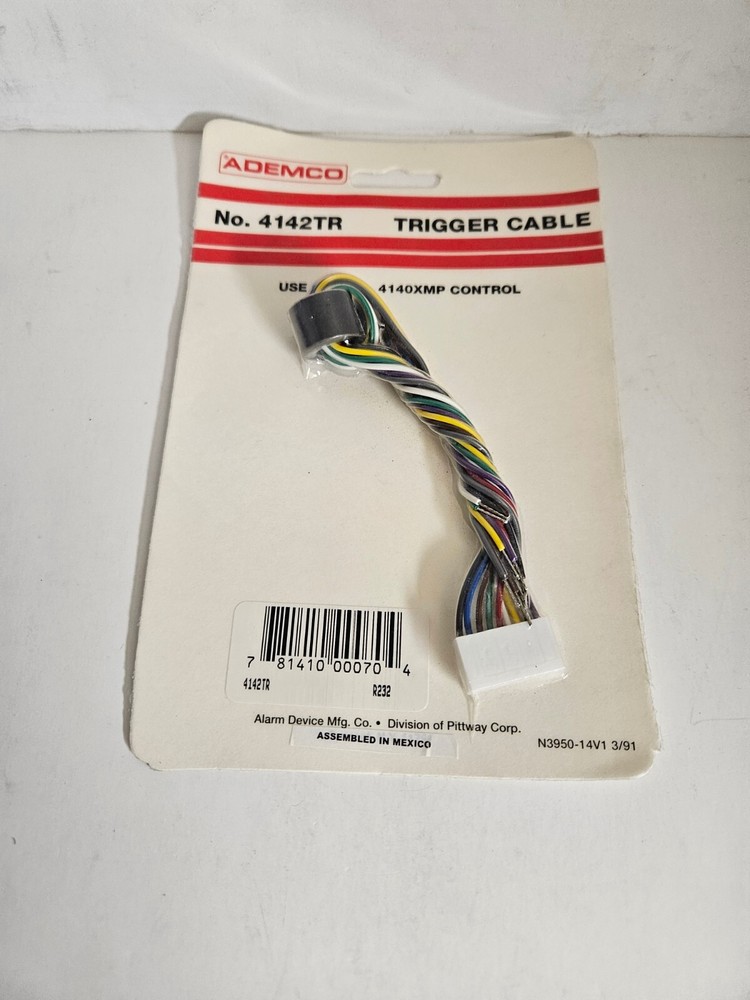 ADEMCO
No. 4142TR TRIGGER CABLE
USE 4140XMP CONTROL
7 81410 00070 4
4142TR R232
Alarm Device Mfg. Co. • Division of Pittway Corp.
ASSEMBLED IN MEXICO
N3950-14V1 3/91